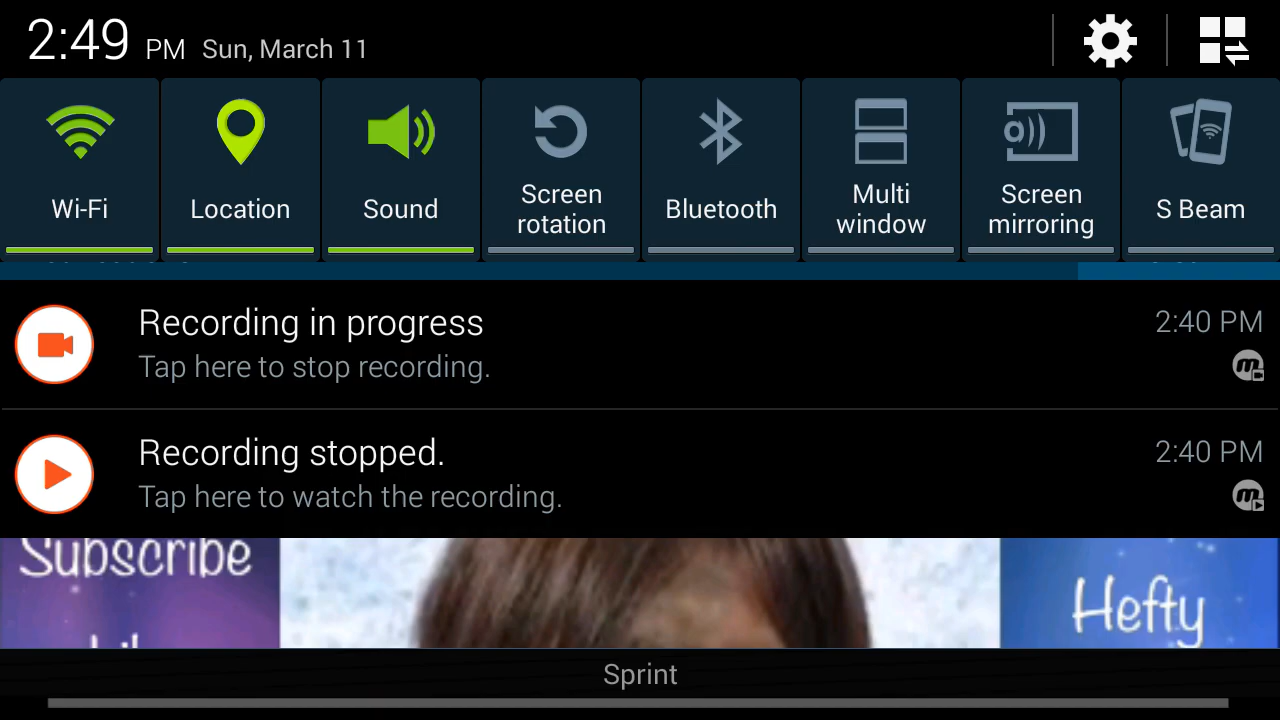 2:49 PM Sun, March 11
Wi-Fi
Location
Sound
Screen
rotation
Bluetooth
Multi
window
Screen
mirroring
S Beam
Recording in progress
2:40 PM
Tap here to stop recording.
Recording stopped.
2:40 PM
Tap here to watch the recording.
Subscribe
Hefty
Sprint